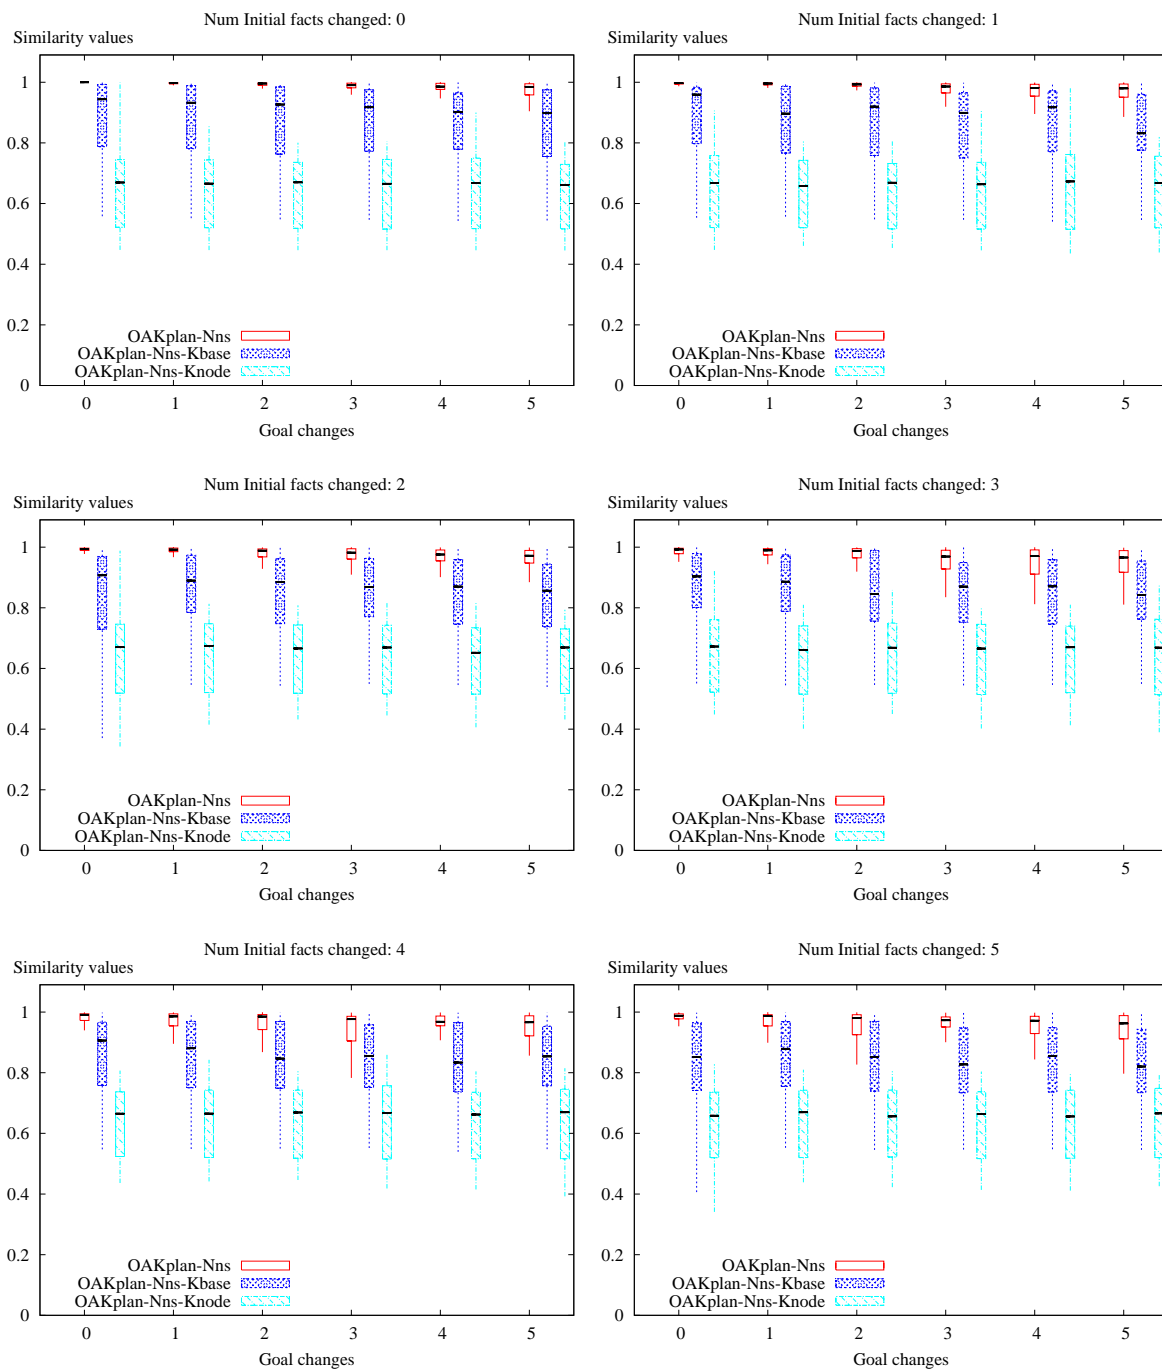 Num Initial facts changed: 0
Similarity values
1
0.8
0.6
0.4
0.2
0
OAKplan-Nns
OAKplan-Nns-Kbase
OAKplan-Nns-Knode
0 1 2 3 4 5
Goal changes
Num Initial facts changed: 1
Similarity values
1
0.8
0.6
0.4
0.2
0
OAKplan-Nns
OAKplan-Nns-Kbase
OAKplan-Nns-Knode
0 1 2 3 4 5
Goal changes
Num Initial facts changed: 2
Similarity values
1
0.8
0.6
0.4
0.2
0
OAKplan-Nns
OAKplan-Nns-Kbase
OAKplan-Nns-Knode
0 1 2 3 4 5
Goal changes
Num Initial facts changed: 3
Similarity values
1
0.8
0.6
0.4
0.2
0
OAKplan-Nns
OAKplan-Nns-Kbase
OAKplan-Nns-Knode
0 1 2 3 4 5
Goal changes
Num Initial facts changed: 4
Similarity values
1
0.8
0.6
0.4
0.2
0
OAKplan-Nns
OAKplan-Nns-Kbase
OAKplan-Nns-Knode
0 1 2 3 4 5
Goal changes
Num Initial facts changed: 5
Similarity values
1
0.8
0.6
0.4
0.2
0
OAKplan-Nns
OAKplan-Nns-Kbase
OAKplan-Nns-Knode
0 1 2 3 4 5
Goal changes